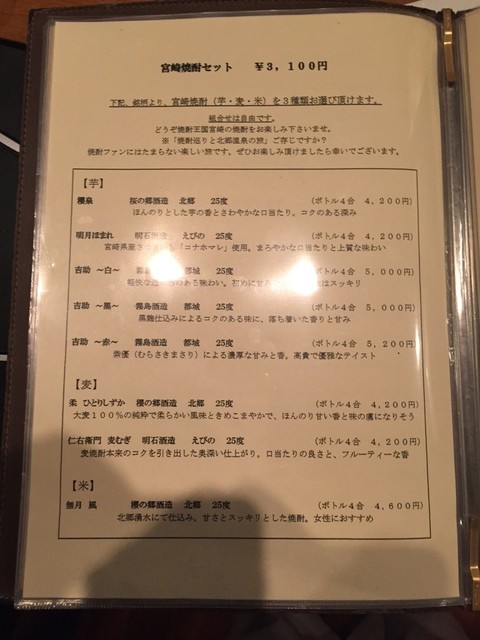 宮崎焼酎セット　￥３，１００円
下記、銘柄より、宮崎焼酎（芋・麦・米）を３種類お選び頂けます。
組合せは自由です。
どうぞ焼酎王国宮崎の焼酎をお楽しみ下さいませ。
※「焼酎巡りと北郷温泉の旅」ご存じですか？
焼酎ファンにはたまらない楽しい旅です。ぜひお楽しみ頂けましたら幸いでございます。
【芋】
櫻泉　桜の郷酒造　北郷　25度　（ボトル４合　４，２００円）
ほんのりとした芋の香とさわやかな口当たり。コクのある深み
明月ほまれ　明石酒造　えびの　25度　（ボトル４合　４，２００円）
宮崎県産さつまいも「コナホマレ」使用。まろやかな口当たりと上質な味わい
吉助　～白～　霧島酒造　都城　25度　（ボトル４合　５，０００円）
軽快な のある味わい。初めに甘み はスッキリ
吉助　～黒～　霧島酒造　都城　25度　（ボトル４合　５，０００円）
黒麹仕込みによるコクのある味に、落ち着いた香りと甘み
吉助　～赤～　霧島酒造　都城　25度　（ボトル４合　５，２００円）
紫優（むらさきまさり）による濃厚な甘みと香。高貴で優雅なテイスト
【麦】
柔　ひとりしずか　櫻の郷酒造　北郷　25度　（ボトル４合　４，２００円）
大麦１００％の純粋で柔らかい風味ときめこまやかで、ほんのり甘い香と味の虜になりそう
仁右衛門　麦むぎ　明石酒造　えびの　25度　（ボトル４合　４，２００円）
麦焼酎本来のコクを引き出した奥深い仕上がり。口当たりの良さと、フルーティーな香
【米】
無月　風　櫻の郷酒造　北郷　25度　（ボトル４合　４，６００円）
北郷湧水にて仕込み。甘さとスッキリとした焼酎。女性におすすめ